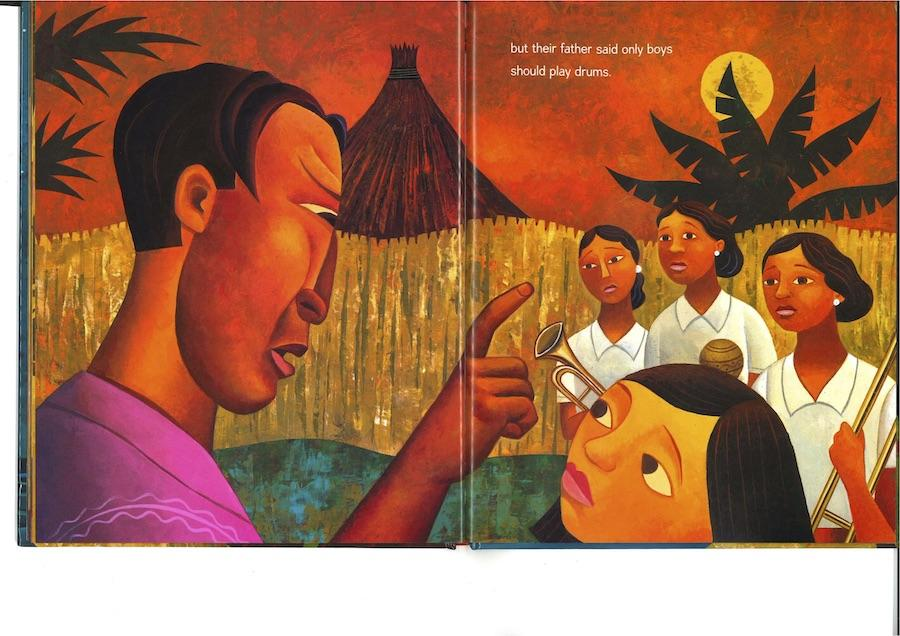 but their father said only boys
should play drums.